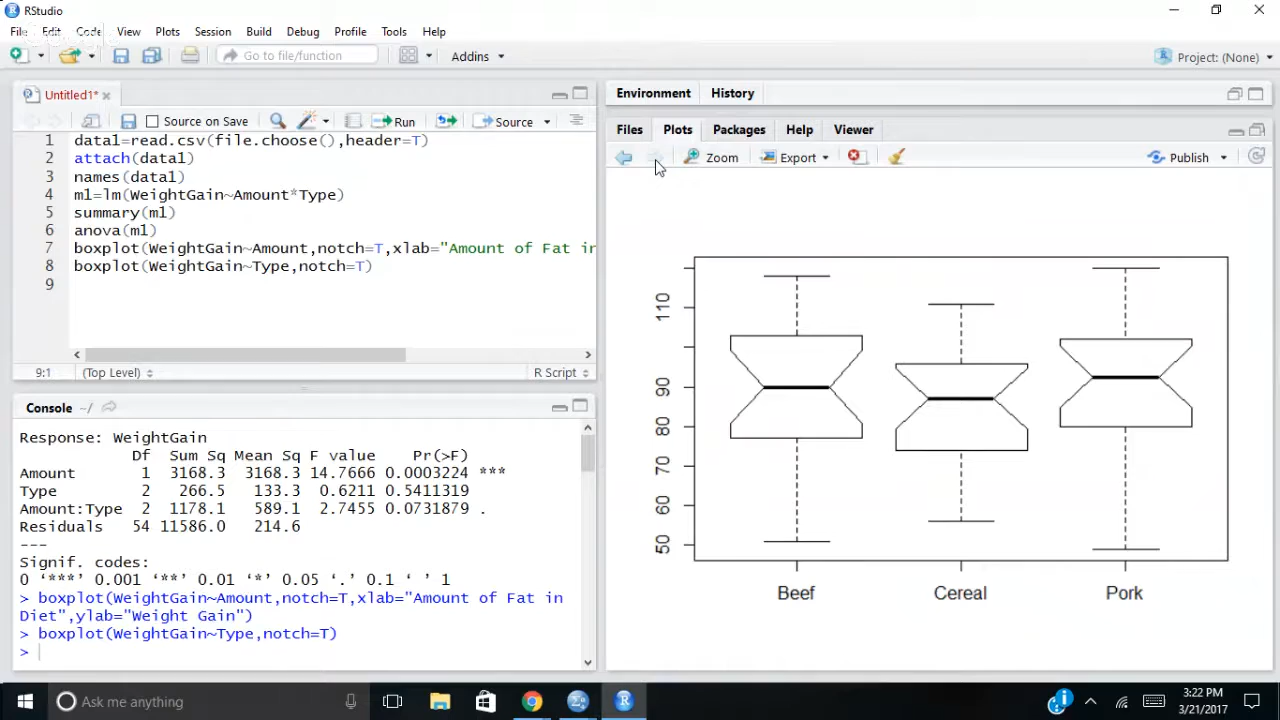 RStudio
File Edit Code View Plots Session Build Debug Profile Tools Help
Go to file/function Addins Project: (None)
Untitled1*
Source on Save Run Source
1 data1=read.csv(file.choose(),header=T)
2 attach(data1)
3 names(data1)
4 m1=lm(WeightGain~Amount*Type)
5 summary(m1)
6 anova(m1)
7 boxplot(WeightGain~Amount,notch=T,xlab="Amount of Fat in
8 boxplot(WeightGain~Type,notch=T)
9
9:1 (Top Level) R Script
Console ~/
Response: WeightGain
Df Sum Sq Mean Sq F value Pr(>F)
Amount 1 3168.3 3168.3 14.7666 0.0003224 ***
Type 2 266.5 133.3 0.6211 0.5411319
Amount:Type 2 1178.1 589.1 2.7455 0.0731879 .
Residuals 54 11586.0 214.6
---
Signif. codes:
0 ‘***’ 0.001 ‘**’ 0.01 ‘*’ 0.05 ‘.’ 0.1 ‘ ’ 1
> boxplot(WeightGain~Amount,notch=T,xlab="Amount of Fat in
Diet",ylab="Weight Gain")
> boxplot(WeightGain~Type,notch=T)
>
Environment History
Files Plots Packages Help Viewer
Zoom Export Publish
110
90
80
70
60
50
Beef Cereal Pork
Ask me anything
3:22 PM
3/21/2017